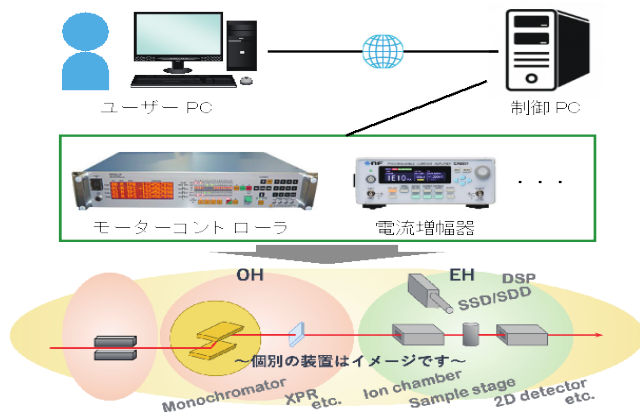 ユーザー PC
制御 PC
モーターコントローラ
電流増幅器
・・・
OH
EH
DSP
SSD/SDD
～個別の装置はイメージです～
Monochromator
XPR
etc.
Ion chamber
Sample stage
2D detector
etc.